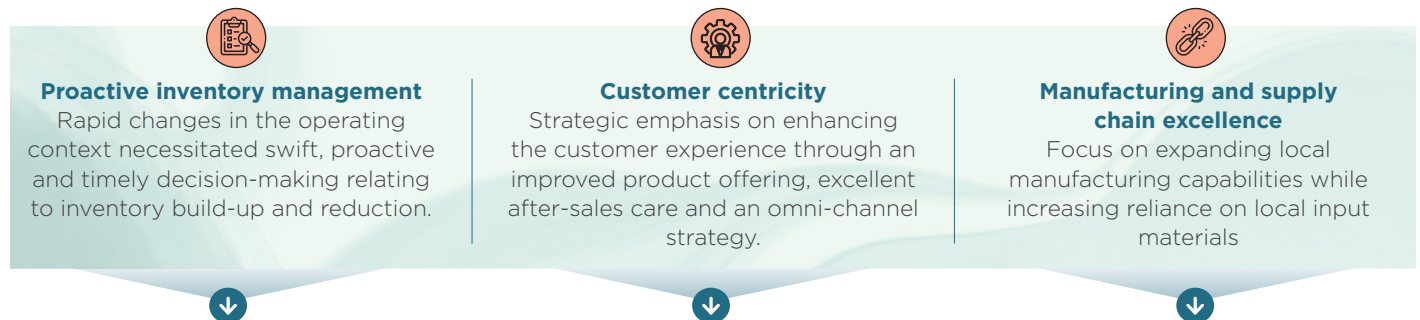 Proactive inventory management
Rapid changes in the operating
context necessitated swift, proactive
and timely decision-making relating
to inventory build-up and reduction.
Customer centricity
Strategic emphasis on enhancing
the customer experience through an
improved product offering, excellent
after-sales care and an omni-channel
strategy.
Manufacturing and supply
chain excellence
Focus on expanding local
manufacturing capabilities while
increasing reliance on local input
materials